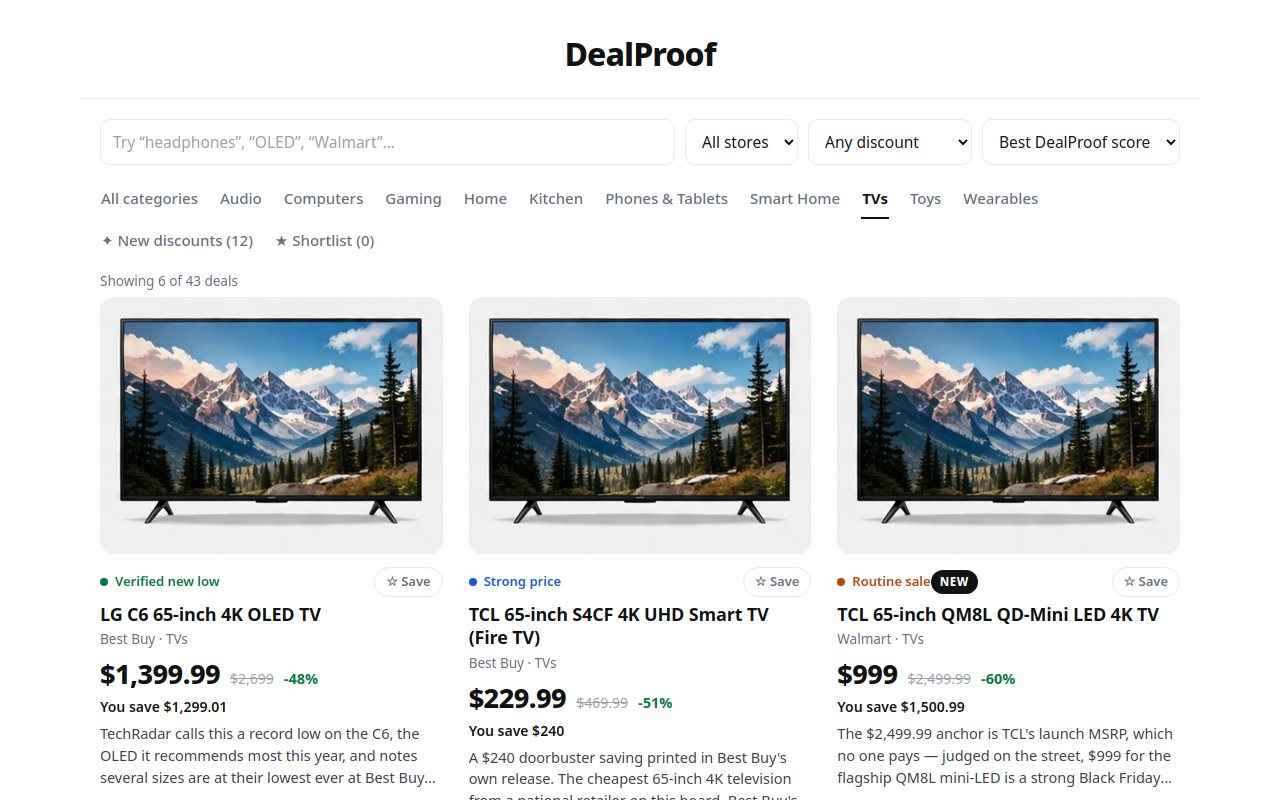 DealProof
Try “headphones”, “OLED”, “Walmart”...
All stores
Any discount
Best DealProof score
All categories Audio Computers Gaming Home Kitchen Phones & Tablets Smart Home TVs Toys Wearables
✦ New discounts (12) ★ Shortlist (0)
Showing 6 of 43 deals
Verified new low
☆ Save
LG C6 65-inch 4K OLED TV
Best Buy · TVs
$1,399.99 $2,699 -48%
You save $1,299.01
TechRadar calls this a record low on the C6, the
OLED it recommends most this year, and notes
several sizes are at their lowest ever at Best Buy...
Strong price
☆ Save
TCL 65-inch S4CF 4K UHD Smart TV
(Fire TV)
Best Buy · TVs
$229.99 $469.99 -51%
You save $240
A $240 doorbuster saving printed in Best Buy's
own release. The cheapest 65-inch 4K television
from a national retailer on this board. Best Buy's
Routine sale NEW
☆ Save
TCL 65-inch QM8L QD-Mini LED 4K TV
Walmart · TVs
$999 $2,499.99 -60%
You save $1,500.99
The $2,499.99 anchor is TCL's launch MSRP, which
no one pays — judged on the street, $999 for the
flagship QM8L mini-LED is a strong Black Friday...